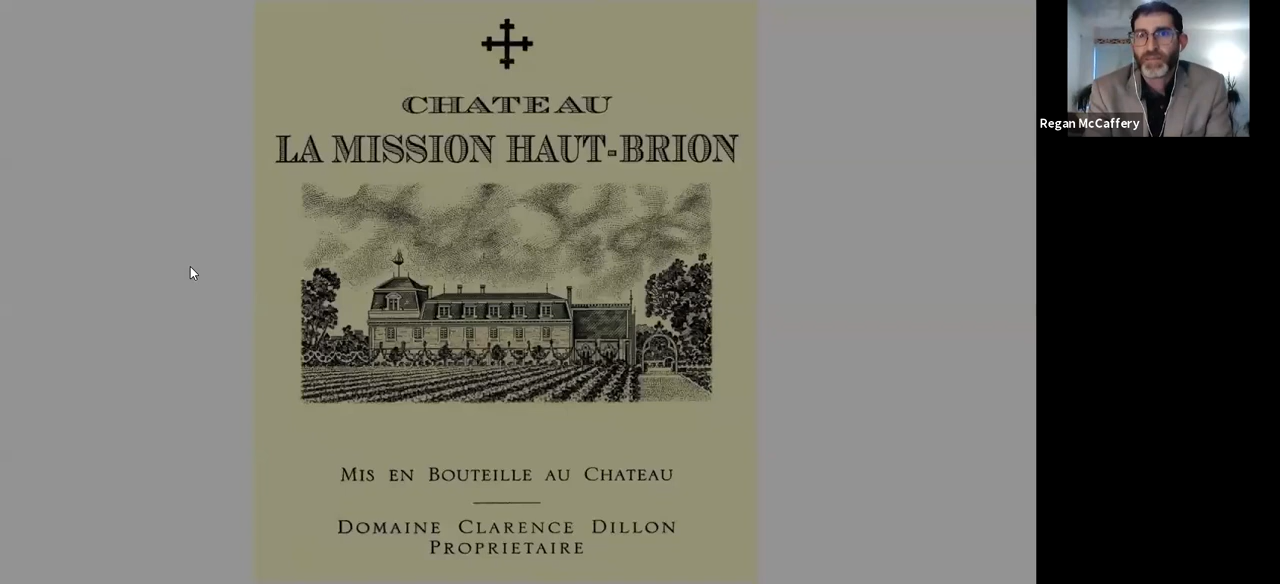 CHATEAU
LA MISSION HAUT-BRION
MIS EN BOUTEILLE AU CHATEAU
DOMAINE CLARENCE DILLON
PROPRIETAIRE
Regan McCaffery